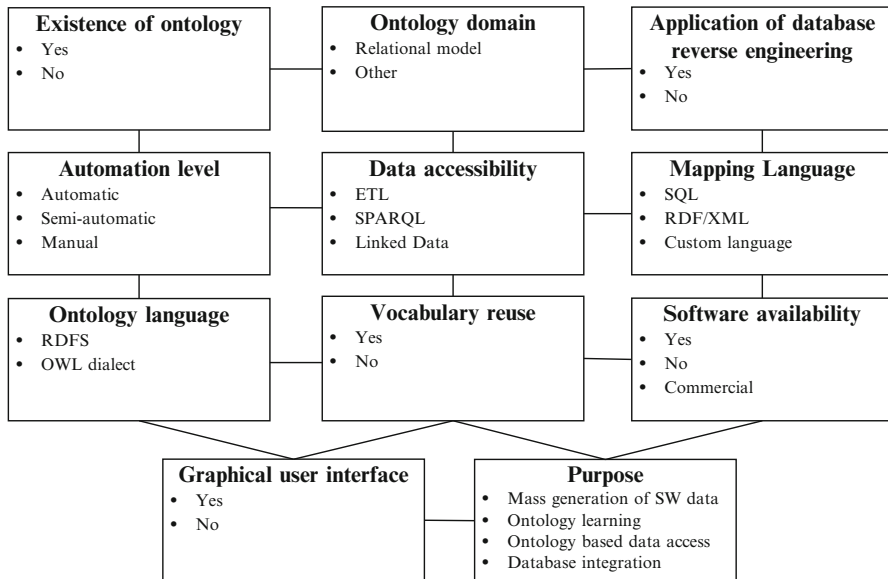 Existence of ontology
• Yes
• No
Ontology domain
• Relational model
• Other
Application of database
reverse engineering
• Yes
• No
Automation level
• Automatic
• Semi-automatic
• Manual
Data accessibility
• ETL
• SPARQL
• Linked Data
Mapping Language
• SQL
• RDF/XML
• Custom language
Ontology language
• RDFS
• OWL dialect
Vocabulary reuse
• Yes
• No
Software availability
• Yes
• No
• Commercial
Graphical user interface
• Yes
• No
Purpose
• Mass generation of SW data
• Ontology learning
• Ontology based data access
• Database integration